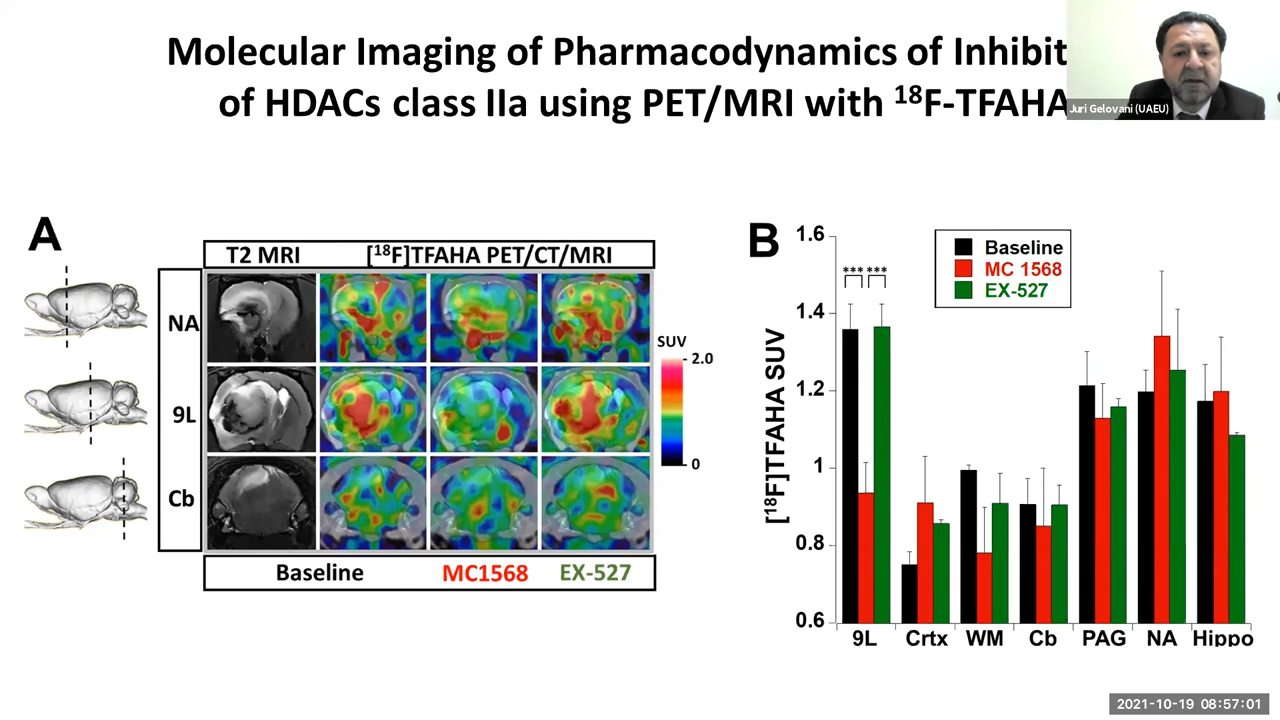 Molecular Imaging of Pharmacodynamics of Inhibit
of HDACs class IIa using PET/MRI with ¹⁸F-TFAHA
Juri Gelovani (UAEU)
A
T2 MRI [¹⁸F]TFAHA PET/CT/MRI
NA
9L
Cb
SUV
2.0
0
Baseline MC1568 EX-527
B
1.6
1.4
1.2
1
0.8
0.6
[¹⁸F]TFAHA SUV
*** ***
Baseline
MC 1568
EX-527
9L Crtx WM Cb PAG NA Hippo
2021-10-19 08:57:01